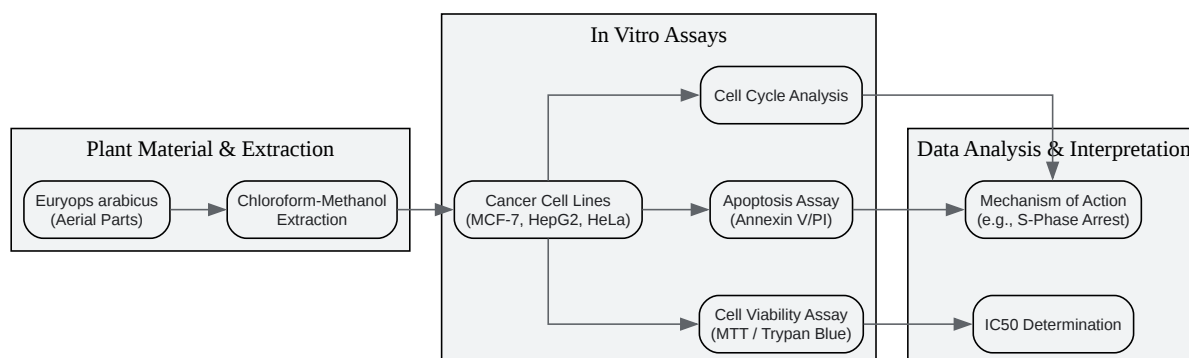 Plant Material & Extraction
Euryops arabicus
(Aerial Parts)
Chloroform-Methanol
Extraction
In Vitro Assays
Cancer Cell Lines
(MCF-7, HepG2, HeLa)
Cell Cycle Analysis
Apoptosis Assay
(Annexin V/PI)
Cell Viability Assay
(MTT / Trypan Blue)
Data Analysis & Interpretation
Mechanism of Action
(e.g., S-Phase Arrest)
IC50 Determination